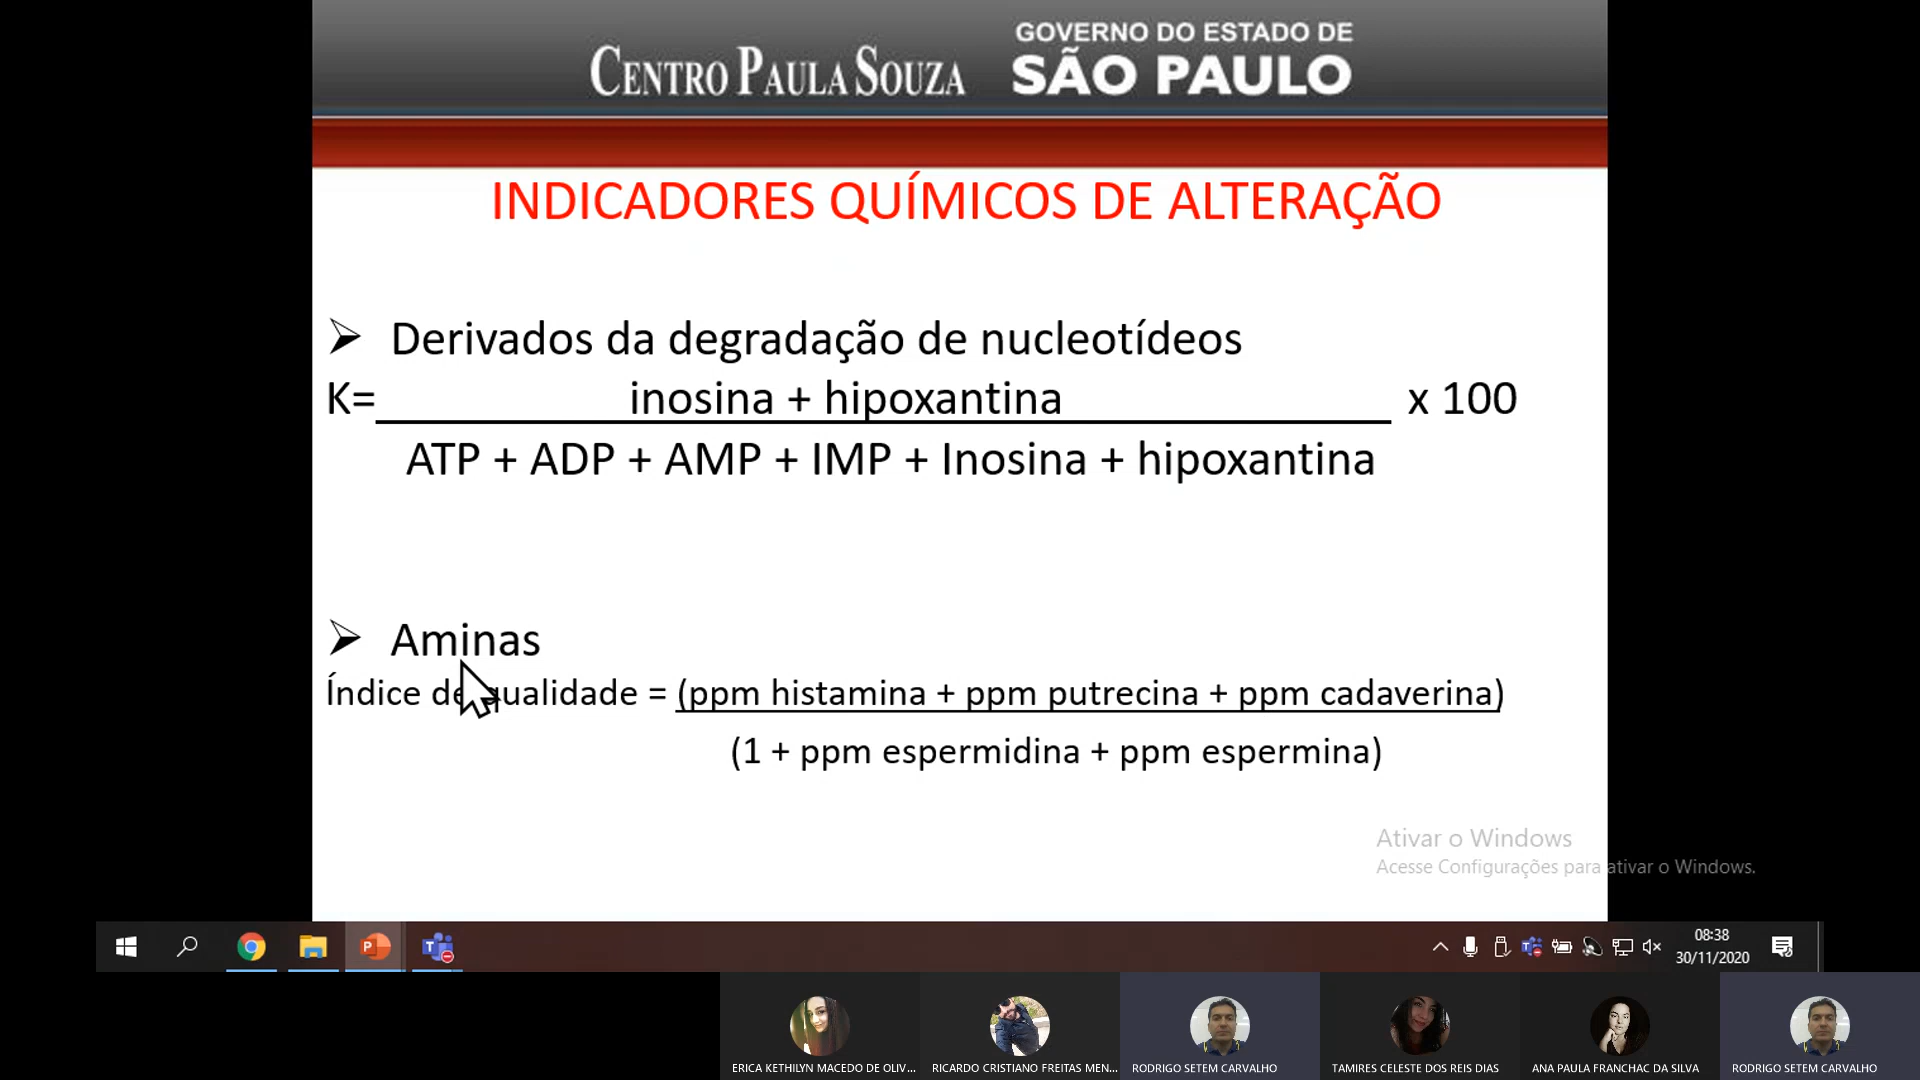 CENTRO PAULA SOUZA
GOVERNO DO ESTADO DE
SÃO PAULO
INDICADORES QUÍMICOS DE ALTERAÇÃO
Derivados da degradação de nucleotídeos
K= inosina + hipoxantina x 100
ATP + ADP + AMP + IMP + Inosina + hipoxantina
Aminas
Índice de qualidade = (ppm histamina + ppm putrecina + ppm cadaverina)
(1 + ppm espermidina + ppm espermina)
Ativar o Windows
Acesse Configurações para ativar o Windows.
08:38
30/11/2020
ERICA KETHILYN MACEDO DE OLIV...
RICARDO CRISTIANO FREITAS MEN...
RODRIGO SETEM CARVALHO
TAMIRES CELESTE DOS REIS DIAS
ANA PAULA FRANCHAC DA SILVA
RODRIGO SETEM CARVALHO